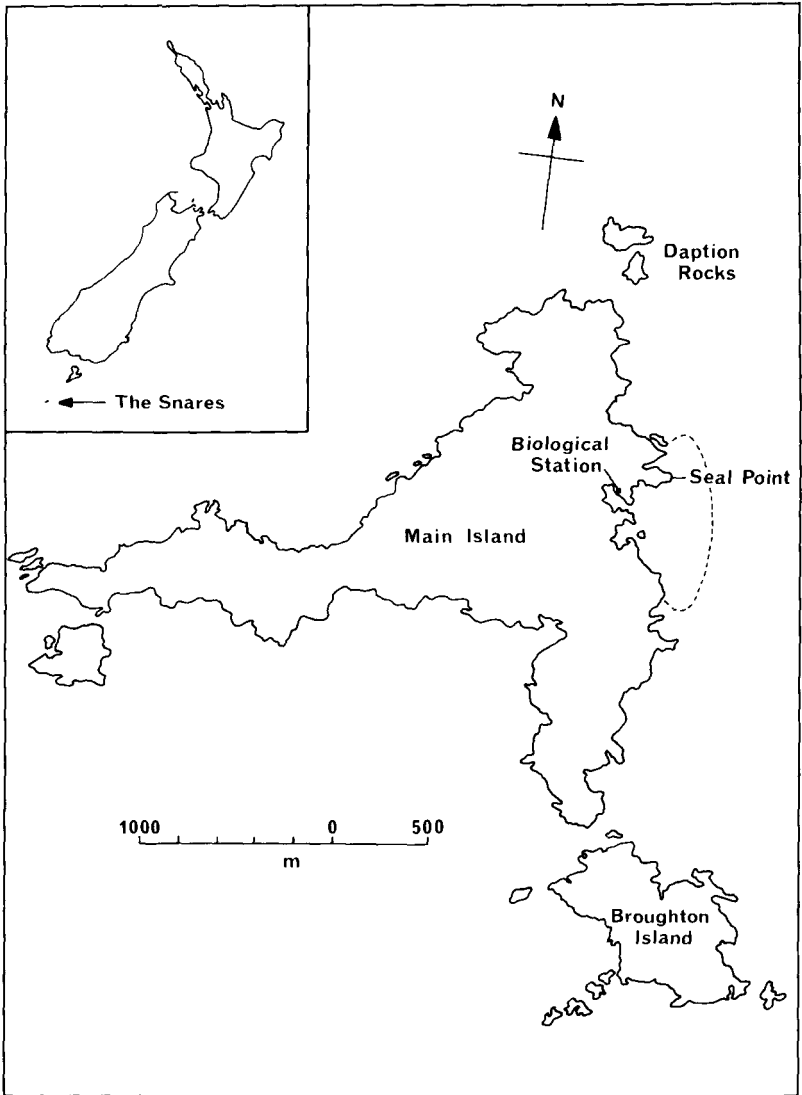 The Snares
N
Daption
Rocks
Biological
Station
Seal Point
Main Island
1000 0 500
m
Broughton
Island